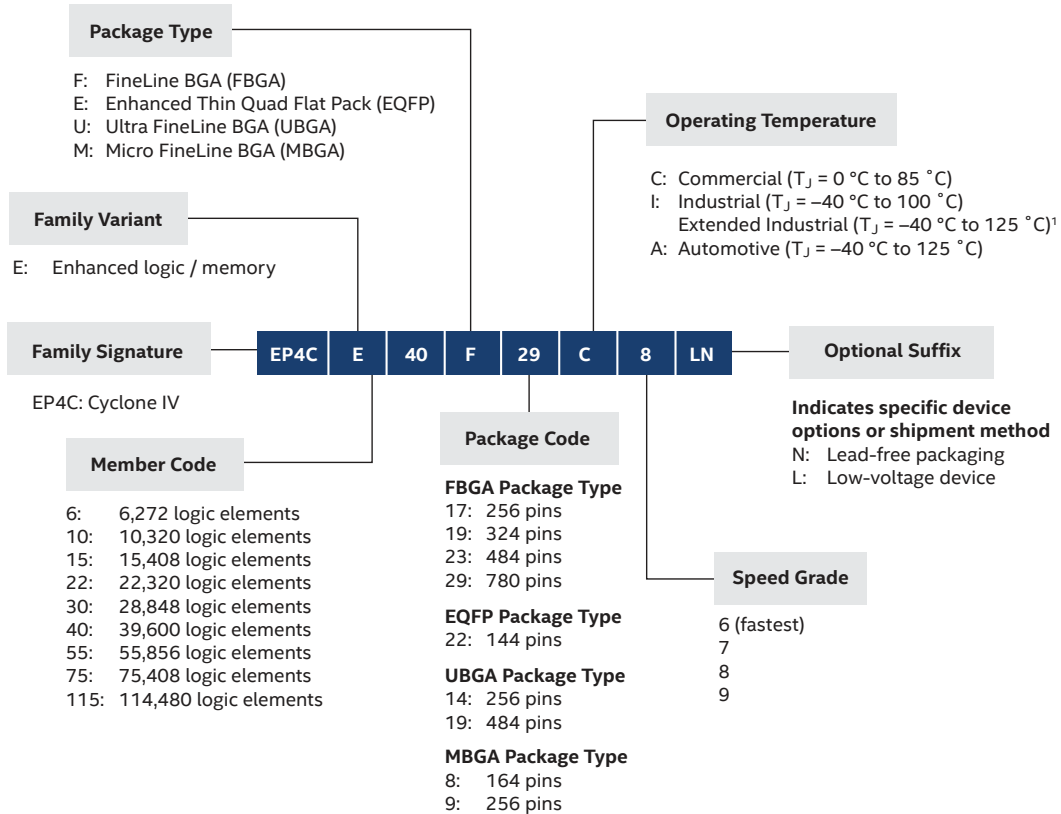 Package Type
F: FineLine BGA (FBGA)
E: Enhanced Thin Quad Flat Pack (EQFP)
U: Ultra FineLine BGA (UBGA)
M: Micro FineLine BGA (MBGA)
Operating Temperature
C: Commercial (TJ = 0 °C to 85 ˚C)
I: Industrial (TJ = –40 °C to 100 ˚C)
Extended Industrial (TJ = –40 °C to 125 ˚C)¹
A: Automotive (TJ = –40 °C to 125 ˚C)
Family Variant
E: Enhanced logic / memory
Family Signature
EP4C: Cyclone IV
EP4C E 40 F 29 C 8 LN
Optional Suffix
Indicates specific device
options or shipment method
N: Lead-free packaging
L: Low-voltage device
Member Code
6: 6,272 logic elements
10: 10,320 logic elements
15: 15,408 logic elements
22: 22,320 logic elements
30: 28,848 logic elements
40: 39,600 logic elements
55: 55,856 logic elements
75: 75,408 logic elements
115: 114,480 logic elements
Package Code
FBGA Package Type
17: 256 pins
19: 324 pins
23: 484 pins
29: 780 pins
EQFP Package Type
22: 144 pins
UBGA Package Type
14: 256 pins
19: 484 pins
MBGA Package Type
8: 164 pins
9: 256 pins
Speed Grade
6 (fastest)
7
8
9